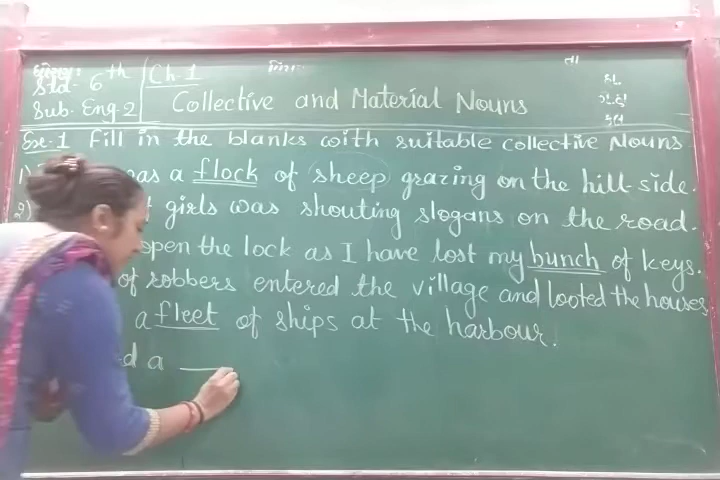 Std- 6th Ch.1
Sub. Eng-2 Collective and Material Nouns
Ex.-1 Fill in the blanks with suitable collective Nouns
1) as a flock of sheep grazing on the hill-side.
2) girls was shouting slogans on the road.
open the lock as I have lost my bunch of keys.
of robbers entered the village and looted the houses.
a fleet of ships at the harbour.
d a